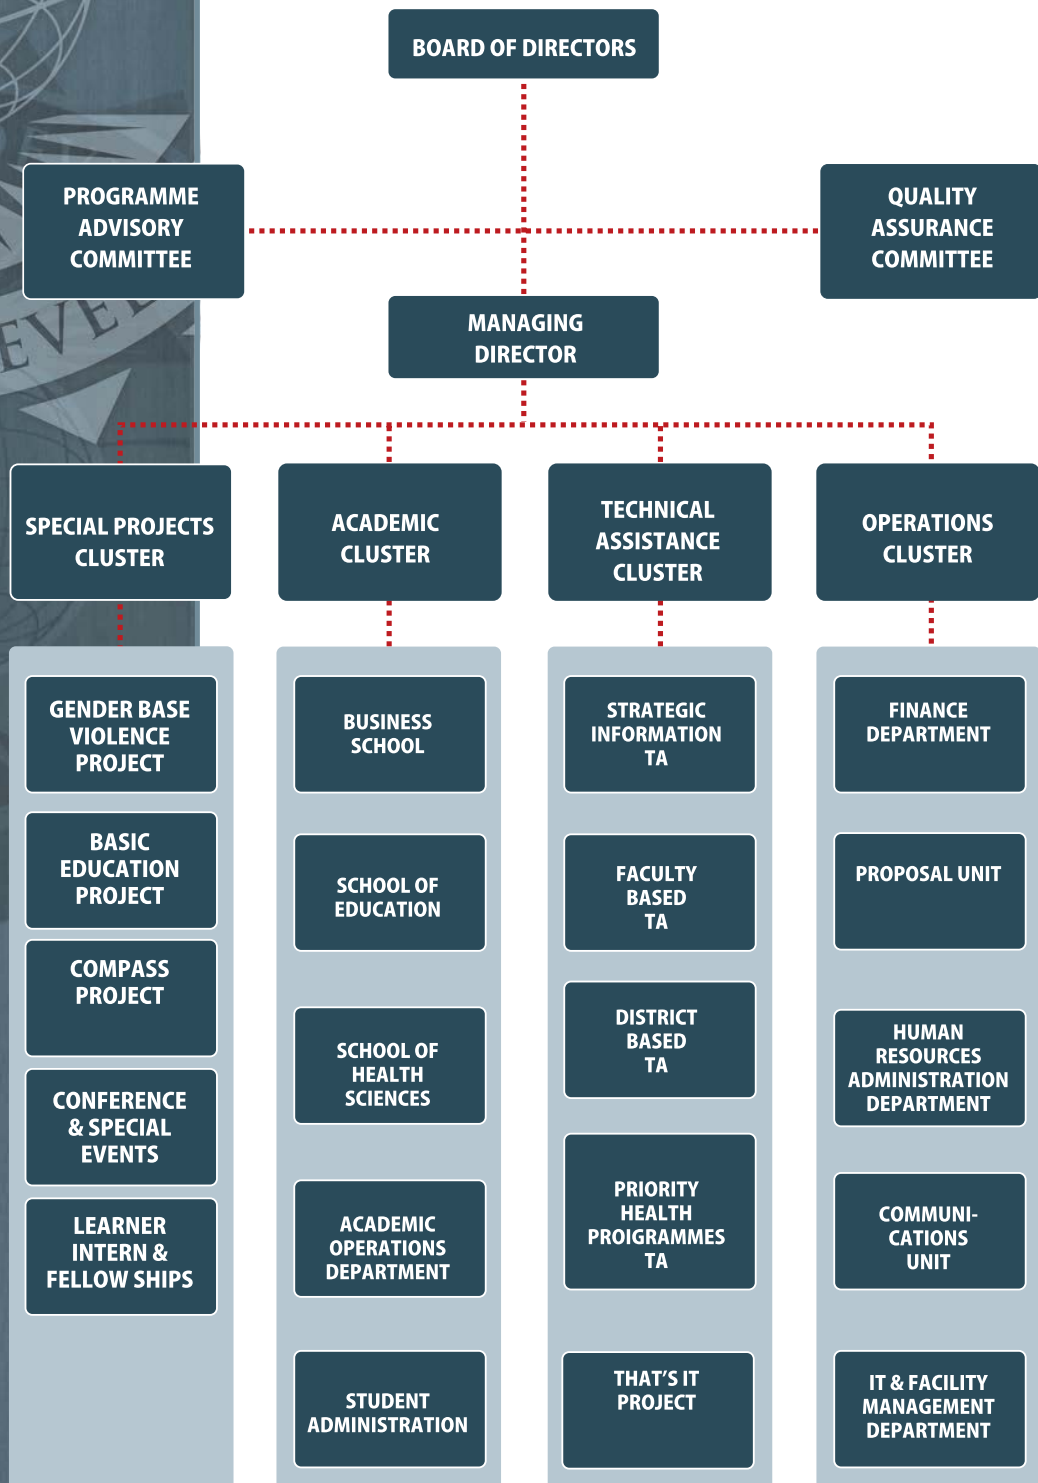 BOARD OF DIRECTORS
PROGRAMME
ADVISORY
COMMITTEE
QUALITY
ASSURANCE
COMMITTEE
MANAGING
DIRECTOR
SPECIAL PROJECTS
CLUSTER
ACADEMIC
CLUSTER
TECHNICAL
ASSISTANCE
CLUSTER
OPERATIONS
CLUSTER
GENDER BASE
VIOLENCE
PROJECT
BASIC
EDUCATION
PROJECT
COMPASS
PROJECT
CONFERENCE
& SPECIAL
EVENTS
LEARNER
INTERN &
FELLOW SHIPS
BUSINESS
SCHOOL
SCHOOL OF
EDUCATION
SCHOOL OF
HEALTH
SCIENCES
ACADEMIC
OPERATIONS
DEPARTMENT
STUDENT
ADMINISTRATION
STRATEGIC
INFORMATION
TA
FACULTY
BASED
TA
DISTRICT
BASED
TA
PRIORITY
HEALTH
PROIGRAMMES
TA
THAT'S IT
PROJECT
FINANCE
DEPARTMENT
PROPOSAL UNIT
HUMAN
RESOURCES
ADMINISTRATION
DEPARTMENT
COMMUNI-
CATIONS
UNIT
IT & FACILITY
MANAGEMENT
DEPARTMENT